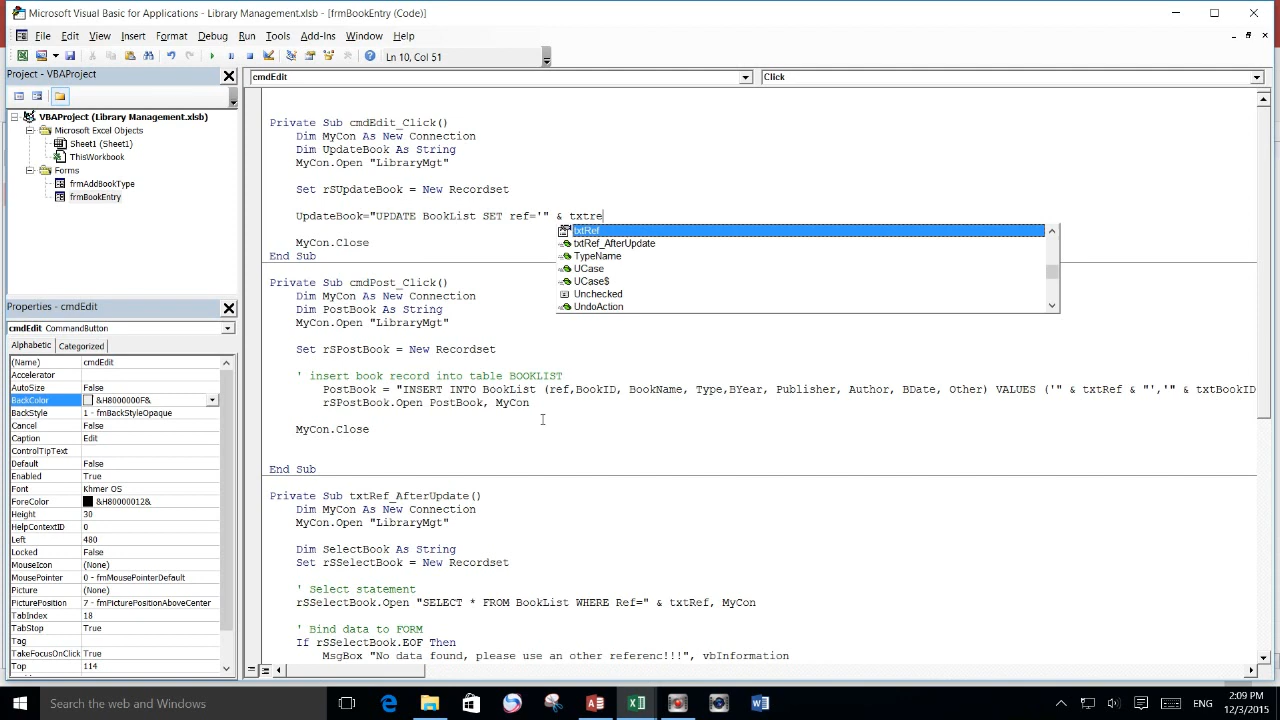 Microsoft Visual Basic for Applications - Library Management.xlsb - [frmBookEntry (Code)]
File Edit View Insert Format Debug Run Tools Add-Ins Window Help
Ln 10, Col 51
Project - VBAProject
VBAProject (Library Management.xlsb)
Microsoft Excel Objects
Sheet1 (Sheet1)
ThisWorkbook
Forms
frmAddBookType
frmBookEntry
Properties - cmdEdit
cmdEdit CommandButton
Alphabetic Categorized
(Name) cmdEdit
Accelerator
AutoSize False
BackColor &H8000000F&
BackStyle 1 - fmBackStyleOpaque
Cancel False
Caption Edit
ControlTipText
Default False
Enabled True
Font Khmer OS
ForeColor &H80000012&
Height 30
HelpContextID 0
Left 480
Locked False
MouseIcon (None)
MousePointer 0 - fmMousePointerDefault
Picture (None)
PicturePosition 7 - fmPicturePositionAboveCenter
TabIndex 18
TabStop True
Tag
TakeFocusOnClick True
Top 114
cmdEdit Click
Private Sub cmdEdit_Click()
Dim MyCon As New Connection
Dim UpdateBook As String
MyCon.Open "LibraryMgt"
Set rSUpdateBook = New Recordset
UpdateBook="UPDATE BookList SET ref='" & txtre
txtRef
txtRef_AfterUpdate
TypeName
UCase
UCase$
Unchecked
UndoAction
MyCon.Close
End Sub
Private Sub cmdPost_Click()
Dim MyCon As New Connection
Dim PostBook As String
MyCon.Open "LibraryMgt"
Set rSPostBook = New Recordset
' insert book record into table BOOKLIST
PostBook = "INSERT INTO BookList (ref,BookID, BookName, Type,BYear, Publisher, Author, BDate, Other) VALUES ('" & txtRef & "','" & txtBookID
rSPostBook.Open PostBook, MyCon
MyCon.Close
End Sub
Private Sub txtRef_AfterUpdate()
Dim MyCon As New Connection
MyCon.Open "LibraryMgt"
Dim SelectBook As String
Set rSSelectBook = New Recordset
' Select statement
rSSelectBook.Open "SELECT * FROM BookList WHERE Ref=" & txtRef, MyCon
' Bind data to FORM
If rSSelectBook.EOF Then
MsgBox "No data found, please use an other referenc!!!", vbInformation
Search the web and Windows
ENG
2:09 PM
12/3/2015